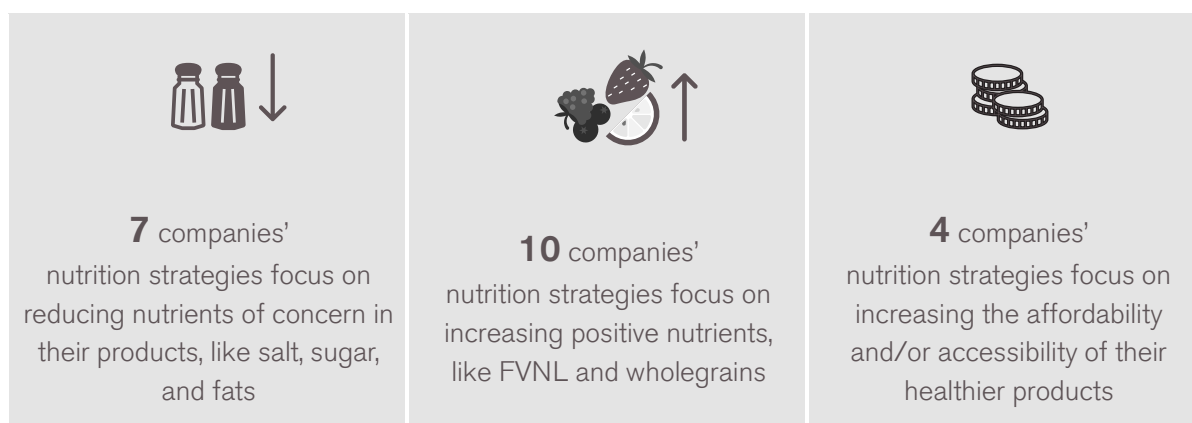 7 companies’
nutrition strategies focus on
reducing nutrients of concern in
their products, like salt, sugar,
and fats
10 companies’
nutrition strategies focus on
increasing positive nutrients,
like FVNL and wholegrains
4 companies’
nutrition strategies focus on
increasing the affordability
and/or accessibility of their
healthier products